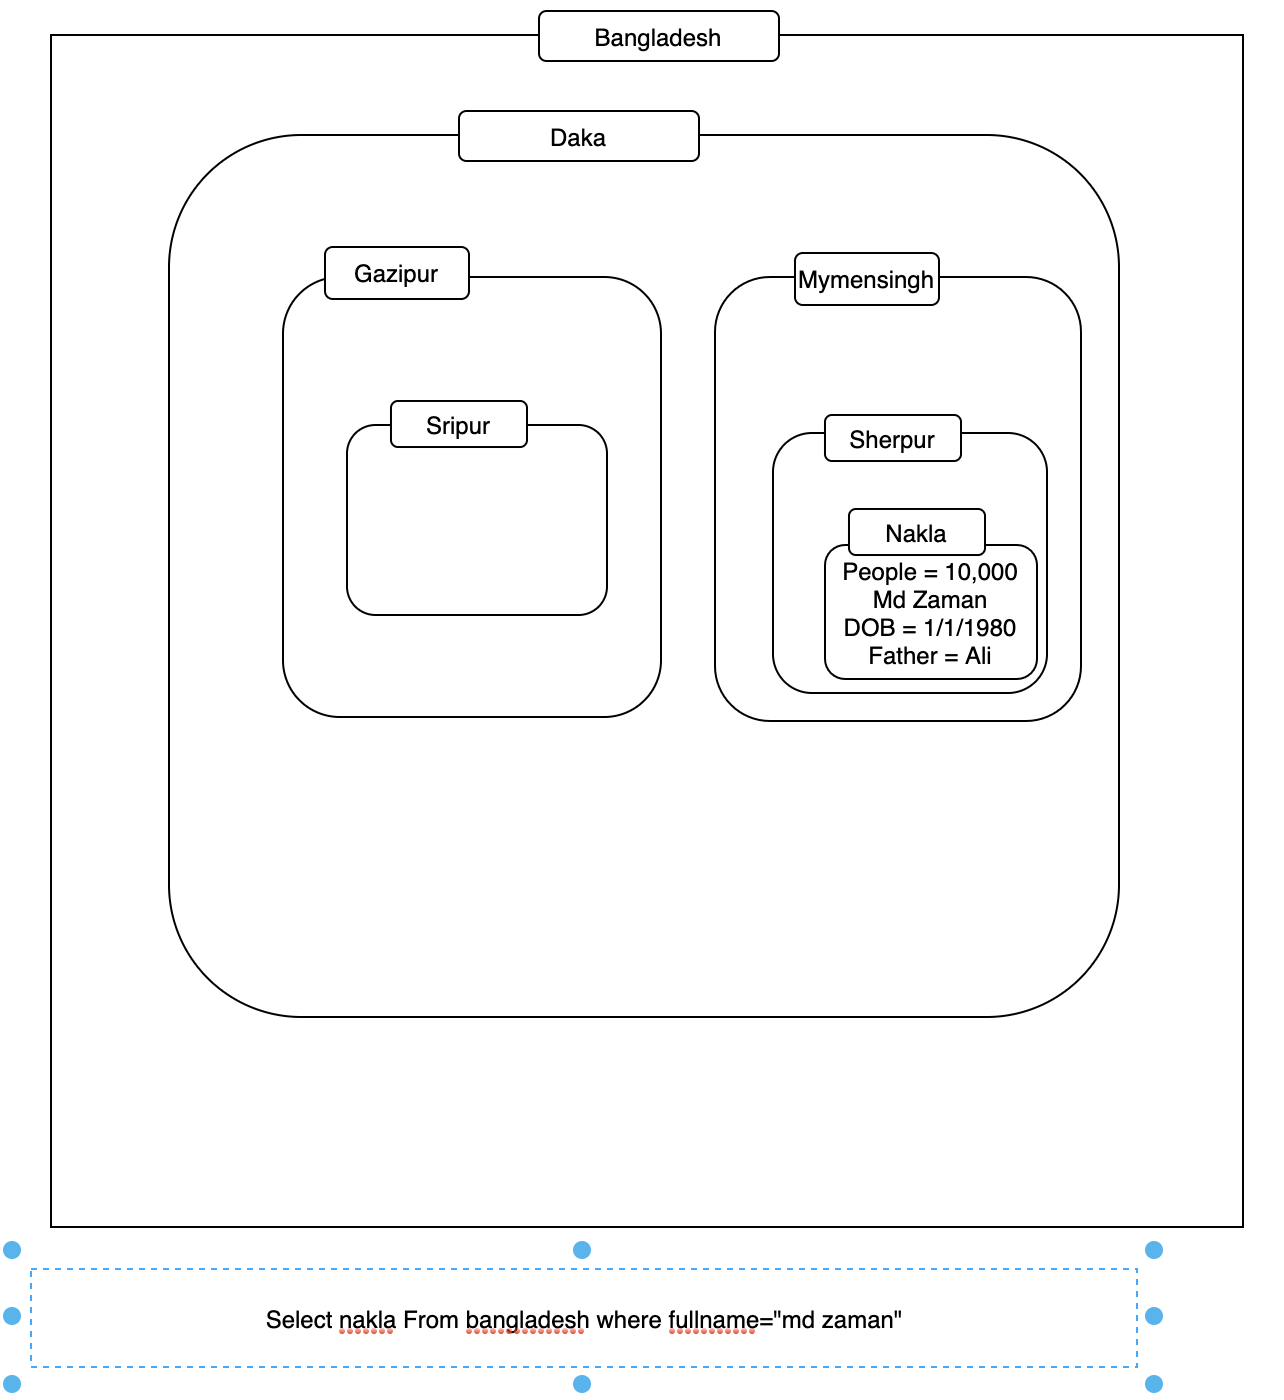 Bangladesh
Daka
Gazipur
Mymensingh
Sripur
Sherpur
Nakla
People = 10,000
Md Zaman
DOB = 1/1/1980
Father = Ali
Select nakla From bangladesh where fullname="md zaman"